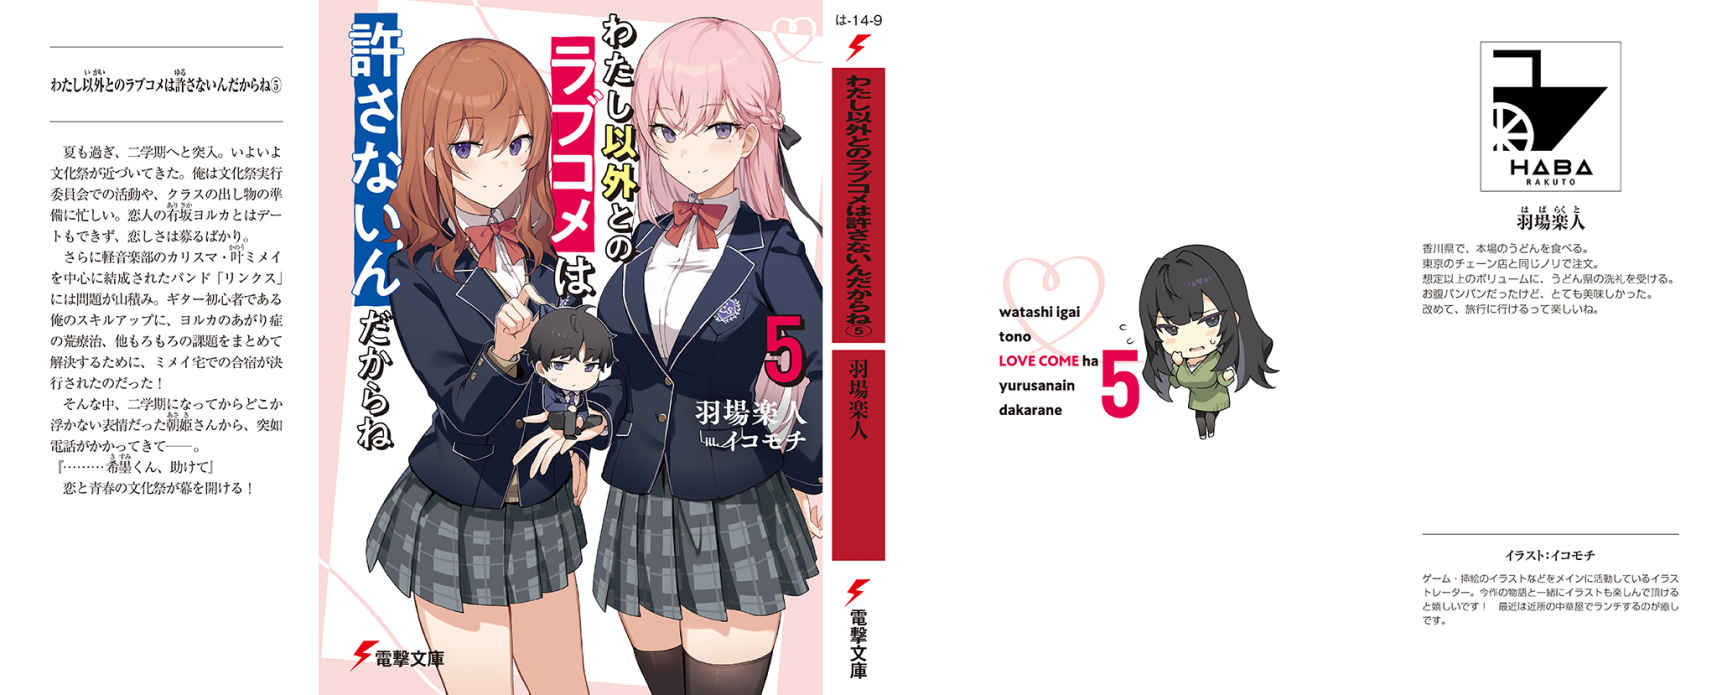 わたし以外とのラブコメは許さないんだからね⑤
夏も過ぎ、二学期へと突入。いよいよ
文化祭が近づいてきた。俺は文化祭実行
委員会での活動や、クラスの出し物の準
備に忙しい。恋人の有坂ヨルカとはデー
トもできず、恋しさは募るばかり。
さらに軽音楽部のカリスマ・叶ミメイ
を中心に結成されたバンド「リンクス」
には問題が山積み。ギター初心者である
俺のスキルアップに、ヨルカのあがり症
の荒療治、他もろもろの課題をまとめて
解決するために、ミメイ宅での合宿が決
行されたのだった！
そんな中、二学期になってからどこか
浮かない表情だった朝姫さんから、突如
電話がかかってきて――。
『………希墨くん、助けて』
恋と青春の文化祭が幕を開ける！
わたし以外との
ラブコメは
許さないんだからね
5
羽場楽人
ILL.イコモチ
電撃文庫
は-14-9
わたし以外とのラブコメは許さないんだからね⑤
羽場楽人
電撃文庫
watashi igai
tono
LOVE COME ha
yurusanain
dakarane
5
HABA
RAKUTO
羽場楽人
香川県で、本場のうどんを食べる。
東京のチェーン店と同じノリで注文。
想定以上のボリュームに、うどん県の洗礼を受ける。
お腹パンパンだったけど、とても美味しかった。
改めて、旅行に行けるって楽しいね。
イラスト：イコモチ
ゲーム・挿絵のイラストなどをメインに活動しているイラス
トレーター。今作の物語と一緒にイラストも楽しんで頂ける
と嬉しいです！　最近は近所の中華屋でランチするのが癒し
です。